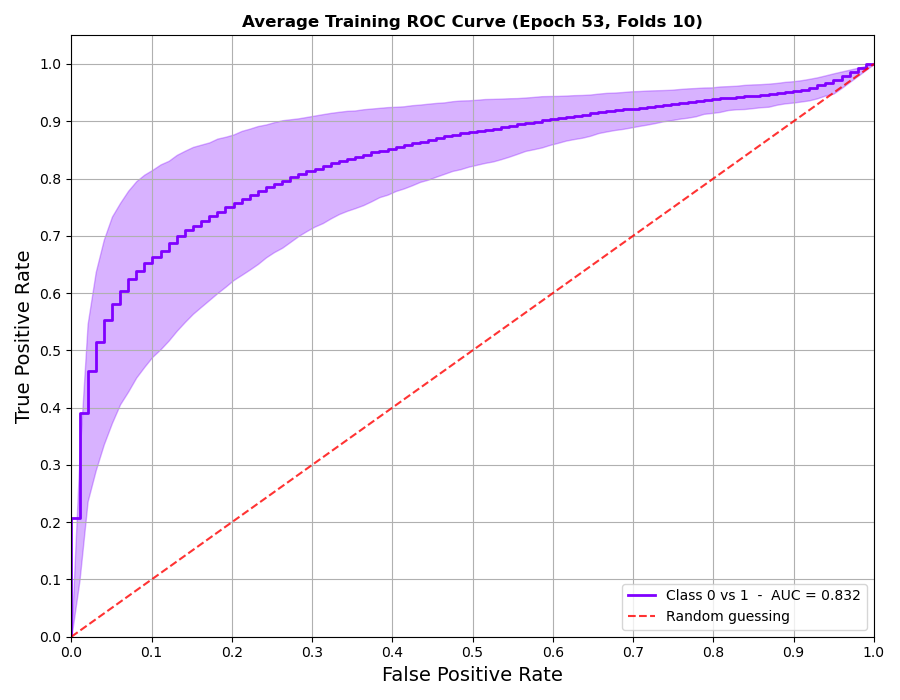 Average Training ROC Curve (Epoch 53, Folds 10)
True Positive Rate
1.0
0.9
0.8
0.7
0.6
0.5
0.4
0.3
0.2
0.1
0.0
0.0 0.1 0.2 0.3 0.4 0.5 0.6 0.7 0.8 0.9 1.0
False Positive Rate
Class 0 vs 1 - AUC = 0.832
Random guessing